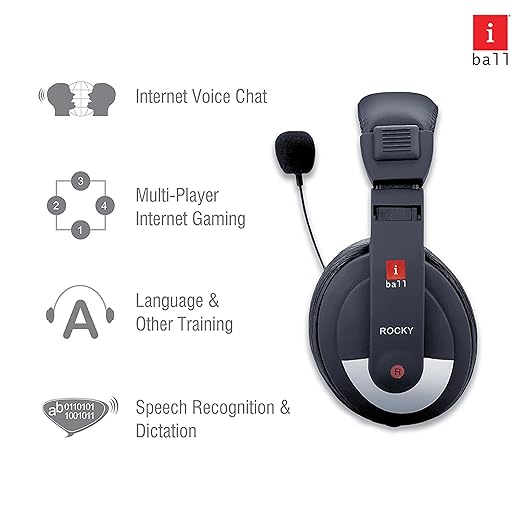 i
ball
Internet Voice Chat
3
2
4
1
Multi-Player
Internet Gaming
A
Language &
Other Training
ab0110101
1001011
Speech Recognition &
Dictation
i
ball
ROCKY
R